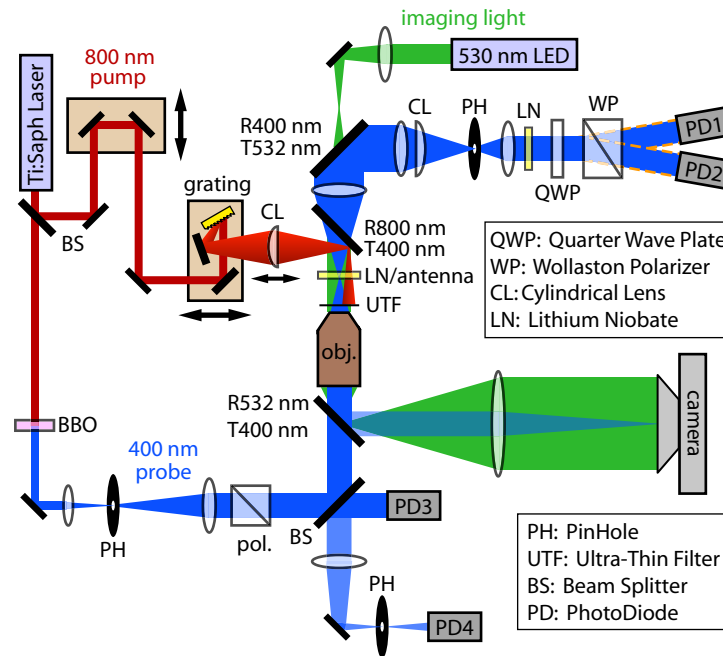 imaging light
800 nm
pump
530 nm LED
Ti:Saph Laser
CL
PH
LN
WP
R400 nm
T532 nm
PD1
PD2
QWP
grating
CL
BS
R800 nm
T400 nm
LN/antenna
UTF
QWP: Quarter Wave Plate
WP: Wollaston Polarizer
CL: Cylindrical Lens
LN: Lithium Niobate
obj.
R532 nm
T400 nm
camera
BBO
400 nm
probe
PH
pol.
BS
PD3
PH
PD4
PH: PinHole
UTF: Ultra-Thin Filter
BS: Beam Splitter
PD: PhotoDiode